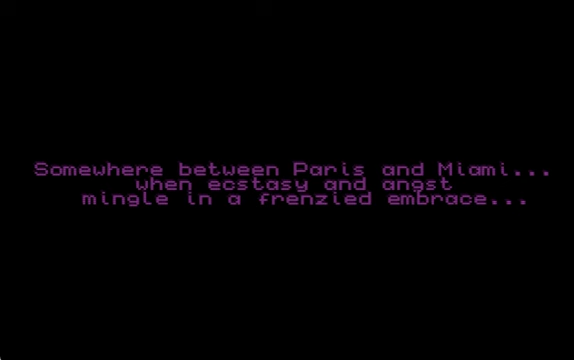 Somewhere between Paris and Miami...
when ecstasy and angst
mingle in a frenzied embrace...